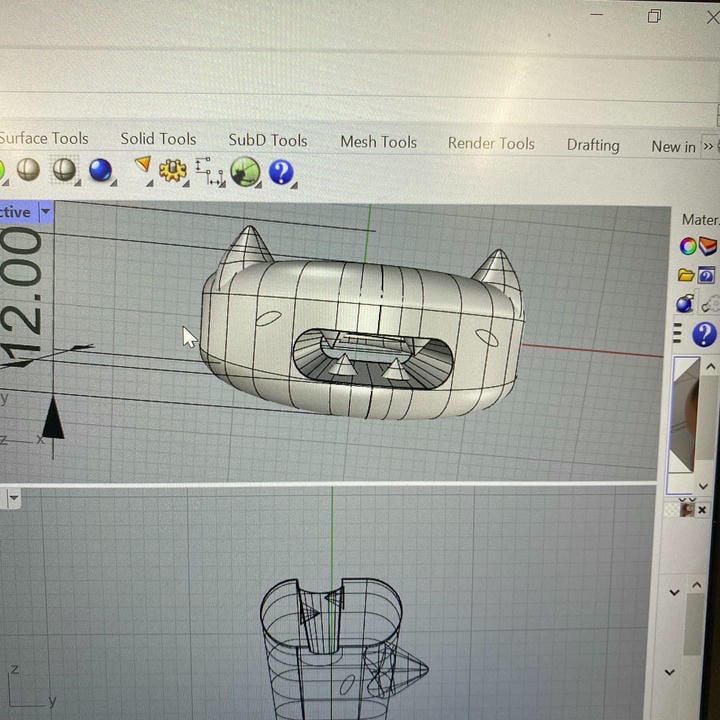 Surface Tools Solid Tools SubD Tools Mesh Tools Render Tools Drafting New in »
ctive
Mater.
12.00
y
z x
z
y